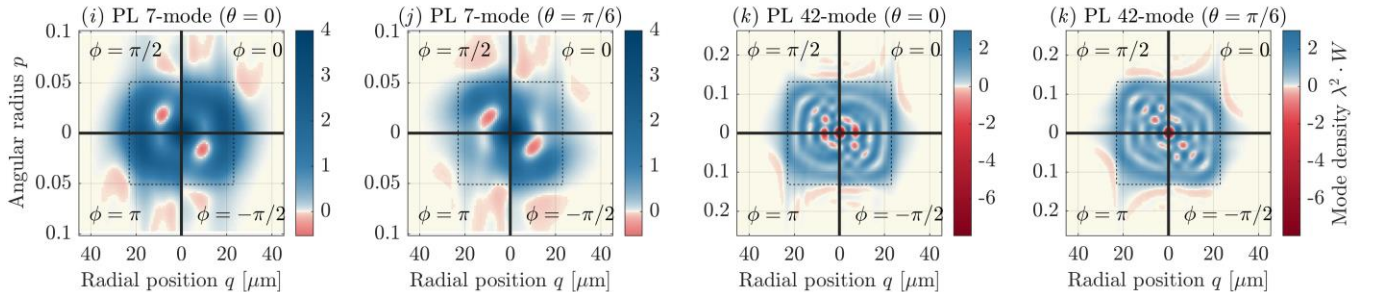 (i) PL 7-mode (θ = 0)
(j) PL 7-mode (θ = π/6)
(k) PL 42-mode (θ = 0)
(k) PL 42-mode (θ = π/6)
Angular radius p
0.1
0.05
0
0.05
0.1
ϕ = π/2
ϕ = 0
ϕ = π
ϕ = −π/2
40 20 0 20 40
Radial position q [μm]
4
3
2
1
0
0.1
0.05
0
0.05
0.1
ϕ = π/2
ϕ = 0
ϕ = π
ϕ = −π/2
40 20 0 20 40
Radial position q [μm]
4
3
2
1
0
0.2
0.1
0
0.1
0.2
ϕ = π/2
ϕ = 0
ϕ = π
ϕ = −π/2
40 20 0 20 40
Radial position q [μm]
2
0
-2
-4
-6
0.2
0.1
0
0.1
0.2
ϕ = π/2
ϕ = 0
ϕ = π
ϕ = −π/2
40 20 0 20 40
Radial position q [μm]
2
0
-2
-4
-6
Mode density λ² · W